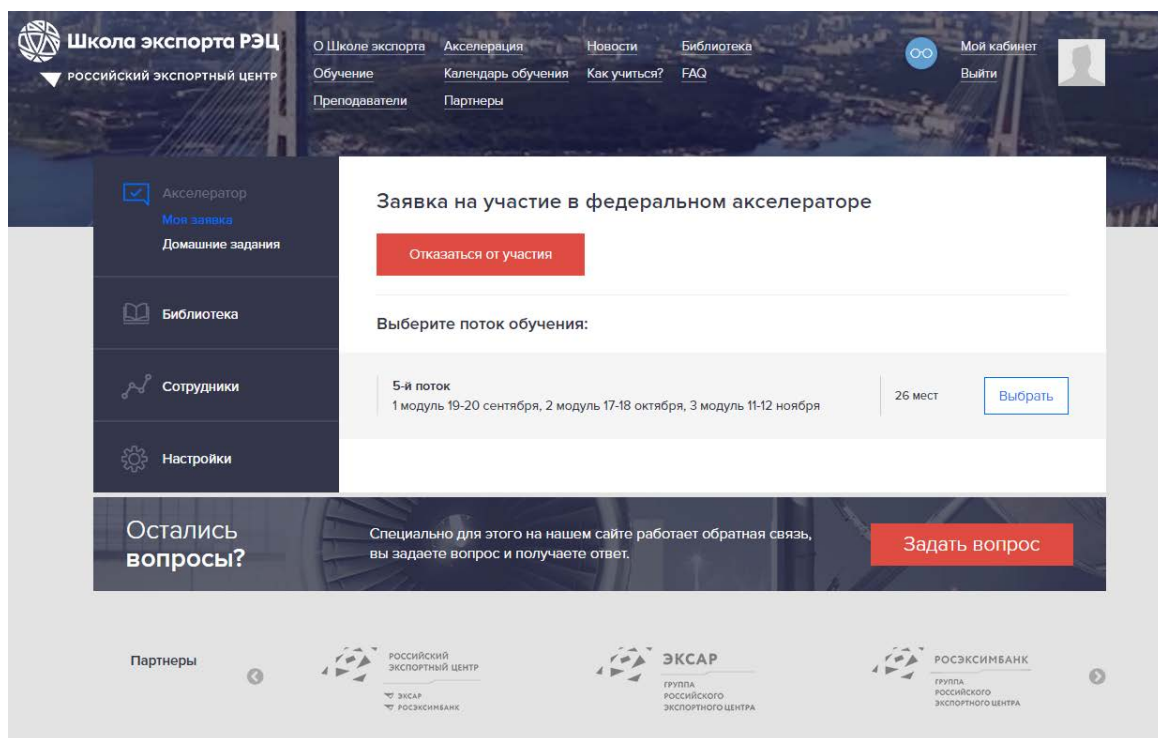 Школа экспорта РЭЦ
РОССИЙСКИЙ ЭКСПОРТНЫЙ ЦЕНТР
О Школе экспорта
Акселерация
Новости
Библиотека
Обучение
Календарь обучения
Как учиться?
FAQ
Преподаватели
Партнеры
Мой кабинет
Выйти
Акселератор
Моя заявка
Домашние задания
Библиотека
Сотрудники
Настройки
Заявка на участие в федеральном акселераторе
Отказаться от участия
Выберите поток обучения:
5-й поток
1 модуль 19-20 сентября, 2 модуль 17-18 октября, 3 модуль 11-12 ноября
26 мест
Выбрать
Остались
вопросы?
Специально для этого на нашем сайте работает обратная связь,
вы задаете вопрос и получаете ответ.
Задать вопрос
Партнеры
РОССИЙСКИЙ
ЭКСПОРТНЫЙ ЦЕНТР
ЭКСАР
РОСЭКСИМБАНК
ЭКСАР
ГРУППА
РОССИЙСКОГО
ЭКСПОРТНОГО ЦЕНТРА
РОСЭКСИМБАНК
ГРУППА
РОССИЙСКОГО
ЭКСПОРТНОГО ЦЕНТРА